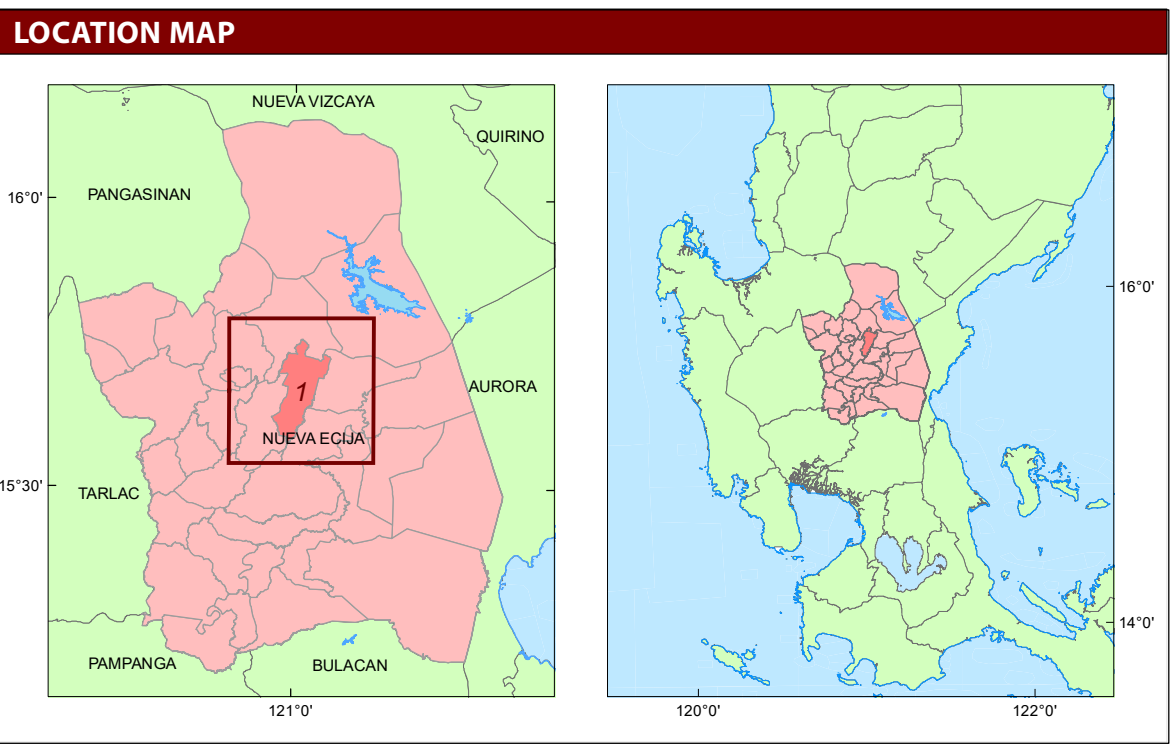 LOCATION MAP
NUEVA VIZCAYA
QUIRINO
PANGASINAN
16°0'
AURORA
1
NUEVA ECIJA
15°30'
TARLAC
PAMPANGA
BULACAN
121°0'
16°0'
14°0'
120°0'
122°0'